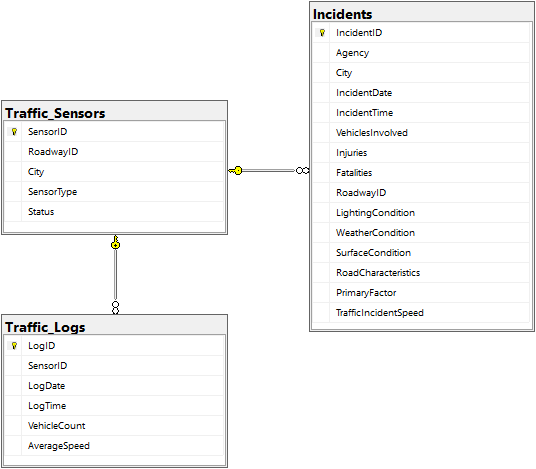 Incidents
IncidentID
Agency
City
IncidentDate
IncidentTime
VehiclesInvolved
Injuries
Fatalities
RoadwayID
LightingCondition
WeatherCondition
SurfaceCondition
RoadCharacteristics
PrimaryFactor
TrafficIncidentSpeed
Traffic_Sensors
SensorID
RoadwayID
City
SensorType
Status
Traffic_Logs
LogID
SensorID
LogDate
LogTime
VehicleCount
AverageSpeed